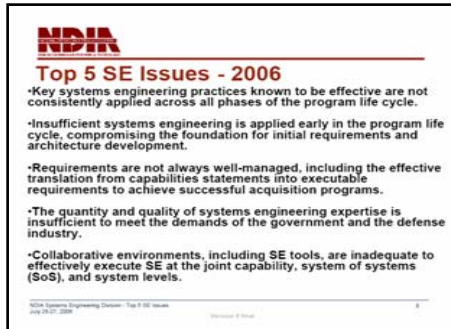 NDIA
Top 5 SE Issues - 2006
•Key systems engineering practices known to be effective are not
consistently applied across all phases of the program life cycle.
•Insufficient systems engineering is applied early in the program life
cycle, compromising the foundation for initial requirements and
architecture development.
•Requirements are not always well-managed, including the effective
translation from capabilities statements into executable
requirements to achieve successful acquisition programs.
•The quantity and quality of systems engineering expertise is
insufficient to meet the demands of the government and the defense
industry.
•Collaborative environments, including SE tools, are inadequate to
effectively execute SE at the joint capability, system of systems
(SoS), and system levels.
NDIA Systems Engineering Division - Top 5 SE Issues
July 26-27, 2006